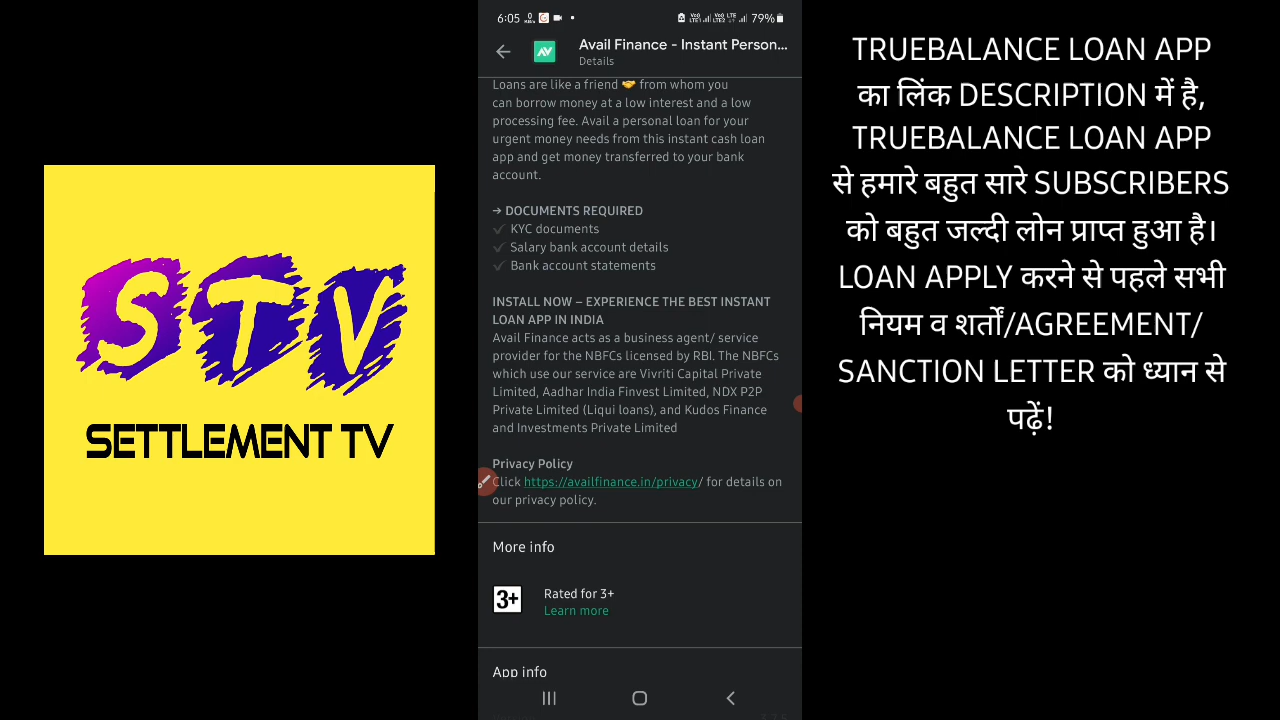 STV
SETTLEMENT TV
6:05
79%
Avail Finance - Instant Person...
Details
Loans are like a friend 🤝 from whom you
can borrow money at a low interest and a low
processing fee. Avail a personal loan for your
urgent money needs from this instant cash loan
app and get money transferred to your bank
account.
→ DOCUMENTS REQUIRED
✓ KYC documents
✓ Salary bank account details
✓ Bank account statements
INSTALL NOW – EXPERIENCE THE BEST INSTANT
LOAN APP IN INDIA
Avail Finance acts as a business agent/ service
provider for the NBFCs licensed by RBI. The NBFCs
which use our service are Vivriti Capital Private
Limited, Aadhar India Finvest Limited, NDX P2P
Private Limited (Liqui loans), and Kudos Finance
and Investments Private Limited
Privacy Policy
Click https://availfinance.in/privacy/ for details on
our privacy policy.
More info
3+
Rated for 3+
Learn more
App info
TRUEBALANCE LOAN APP
का लिंक DESCRIPTION में है,
TRUEBALANCE LOAN APP
से हमारे बहुत सारे SUBSCRIBERS
को बहुत जल्दी लोन प्राप्त हुआ है।
LOAN APPLY करने से पहले सभी
नियम व शर्तों/AGREEMENT/
SANCTION LETTER को ध्यान से
पढ़ें!